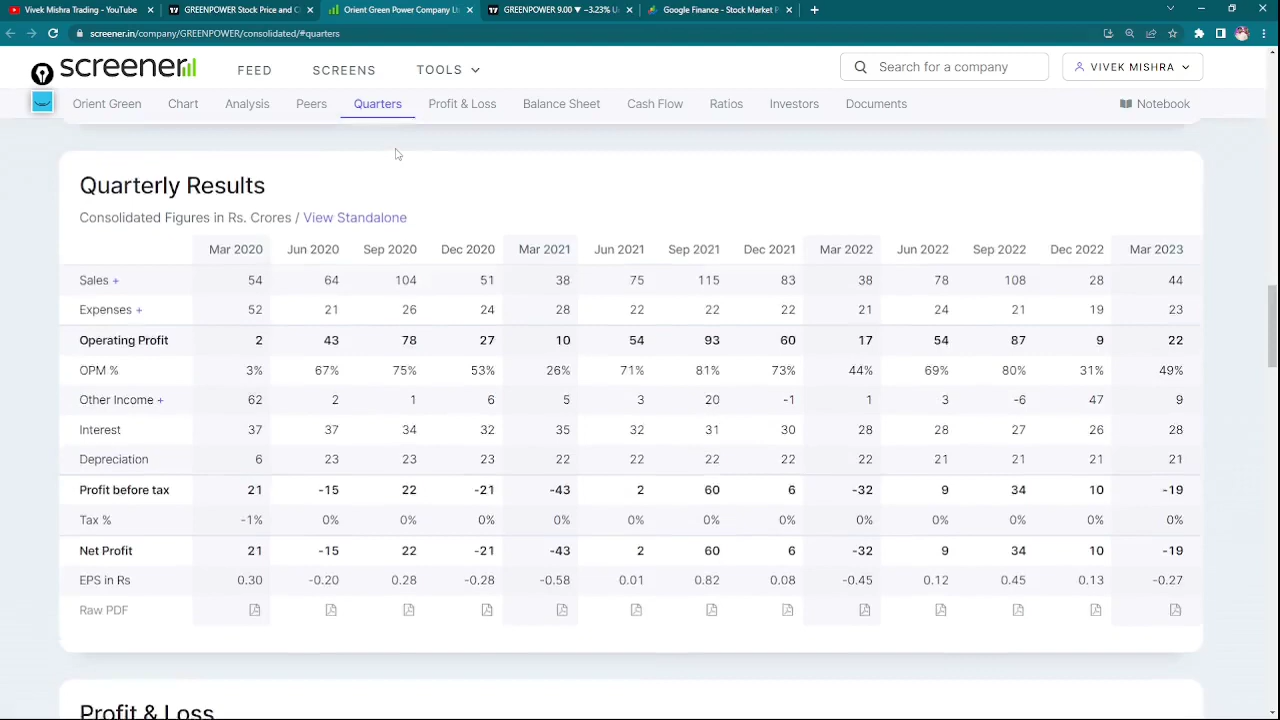 Vivek Mishra Trading - YouTube
GREENPOWER Stock Price and C
Orient Green Power Company L
GREENPOWER 9.00 ▼ −3.23% U
Google Finance - Stock Market P
screener.in/company/GREENPOWER/consolidated/#quarters
screener
FEED
SCREENS
TOOLS
Search for a company
VIVEK MISHRA
Orient Green
Chart
Analysis
Peers
Quarters
Profit & Loss
Balance Sheet
Cash Flow
Ratios
Investors
Documents
Notebook
Quarterly Results
Consolidated Figures in Rs. Crores / View Standalone
Mar 2020 Jun 2020 Sep 2020 Dec 2020 Mar 2021 Jun 2021 Sep 2021 Dec 2021 Mar 2022 Jun 2022 Sep 2022 Dec 2022 Mar 2023
Sales + 54 64 104 51 38 75 115 83 38 78 108 28 44
Expenses + 52 21 26 24 28 22 22 22 21 24 21 19 23
Operating Profit 2 43 78 27 10 54 93 60 17 54 87 9 22
OPM % 3% 67% 75% 53% 26% 71% 81% 73% 44% 69% 80% 31% 49%
Other Income + 62 2 1 6 5 3 20 -1 1 3 -6 47 9
Interest 37 37 34 32 35 32 31 30 28 28 27 26 28
Depreciation 6 23 23 23 22 22 22 22 22 21 21 21 21
Profit before tax 21 -15 22 -21 -43 2 60 6 -32 9 34 10 -19
Tax % -1% 0% 0% 0% 0% 0% 0% 0% 0% 0% 0% 0% 0%
Net Profit 21 -15 22 -21 -43 2 60 6 -32 9 34 10 -19
EPS in Rs 0.30 -0.20 0.28 -0.28 -0.58 0.01 0.82 0.08 -0.45 0.12 0.45 0.13 -0.27
Raw PDF
Profit & Loss